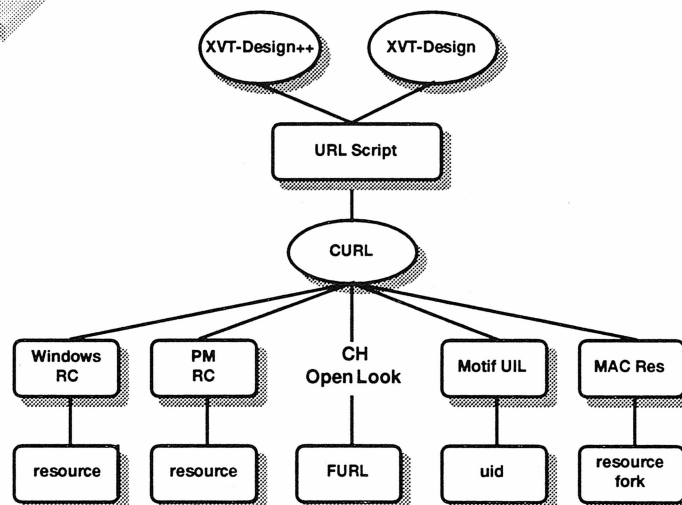 XVT-Design++
XVT-Design
URL Script
CURL
Windows
RC
PM
RC
CH
Open Look
Motif UIL
MAC Res
resource
resource
FURL
uid
resource
fork